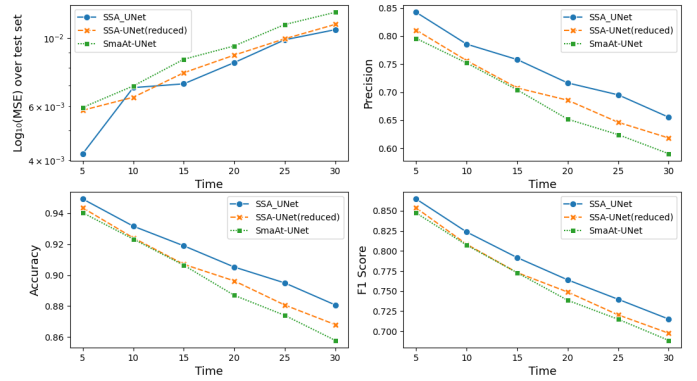 Log₁₀(MSE) over test set
10⁻²
6 × 10⁻³
4 × 10⁻³
SSA_UNet
SSA-UNet(reduced)
SmaAt-UNet
5 10 15 20 25 30
Time
Precision
0.85
0.80
0.75
0.70
0.65
0.60
SSA_UNet
SSA-UNet(reduced)
SmaAt-UNet
5 10 15 20 25 30
Time
Accuracy
0.94
0.92
0.90
0.88
0.86
SSA_UNet
SSA-UNet(reduced)
SmaAt-UNet
5 10 15 20 25 30
Time
F1 Score
0.850
0.825
0.800
0.775
0.750
0.725
0.700
SSA_UNet
SSA-UNet(reduced)
SmaAt-UNet
5 10 15 20 25 30
Time